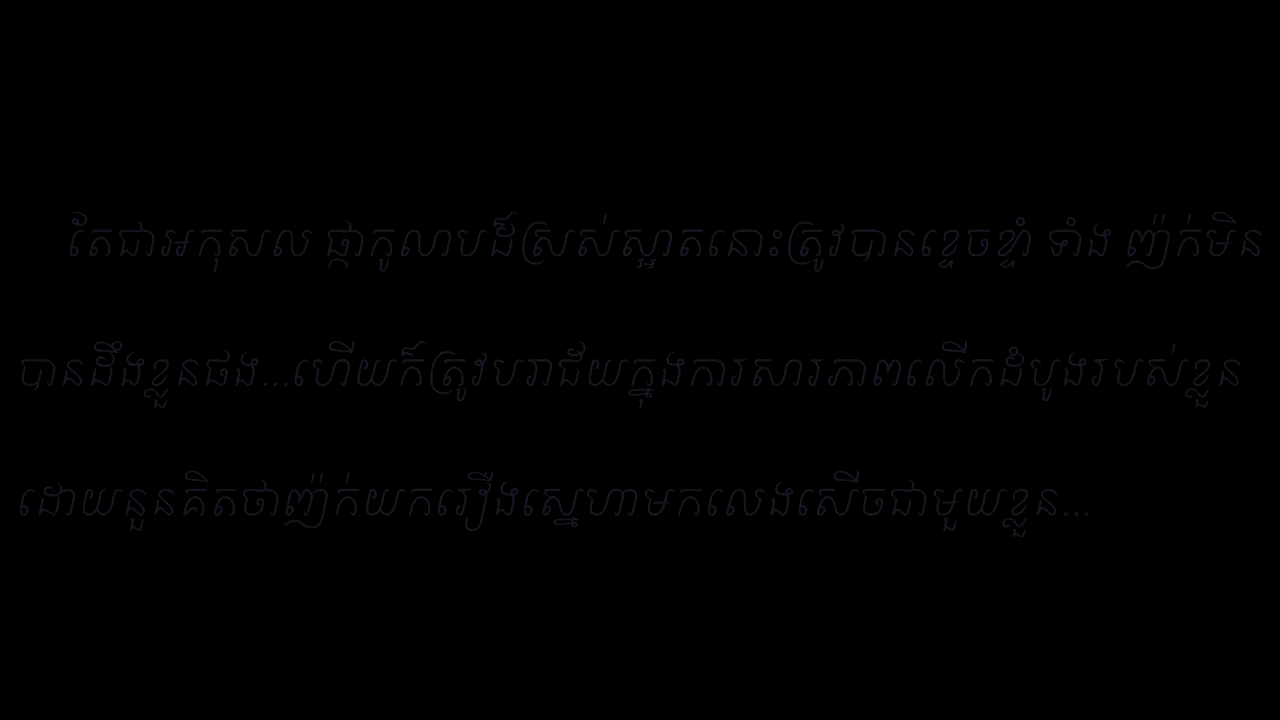 តែជាអកុសល ផ្កាកូលាបដ៏ស្រស់ស្អាតនោះត្រូវបានខ្ទេចខ្ទាំ ទាំង ញ៉ក់មិន
បានដឹងខ្លួនផង...ហើយក៏ត្រូវបរាជ័យក្នុងការសារភាពលើកដំបូងរបស់ខ្លួន
ដោយនួនគិតថាញ៉ក់យករឿងស្នេហាមកលេងសើចជាមួយខ្លួន...